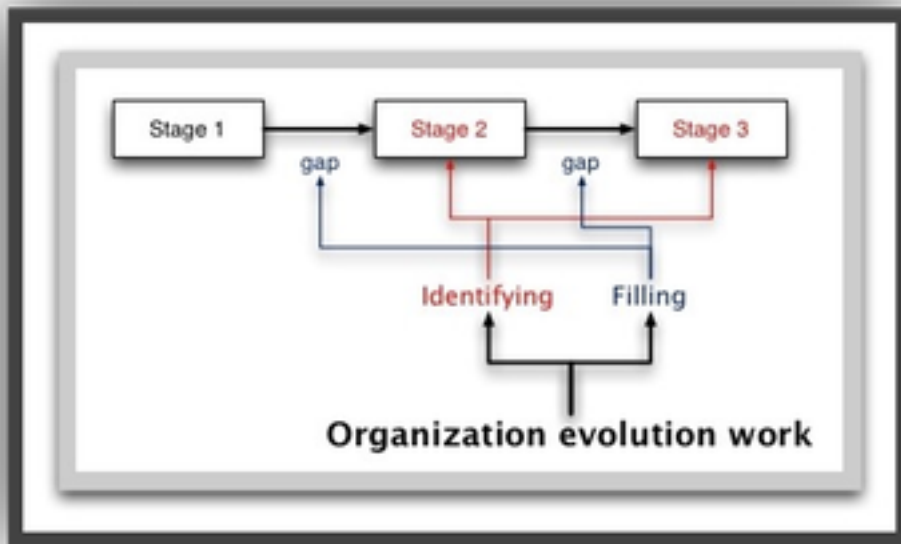 Stage 1
Stage 2
Stage 3
gap
gap
Identifying
Filling
Organization evolution work